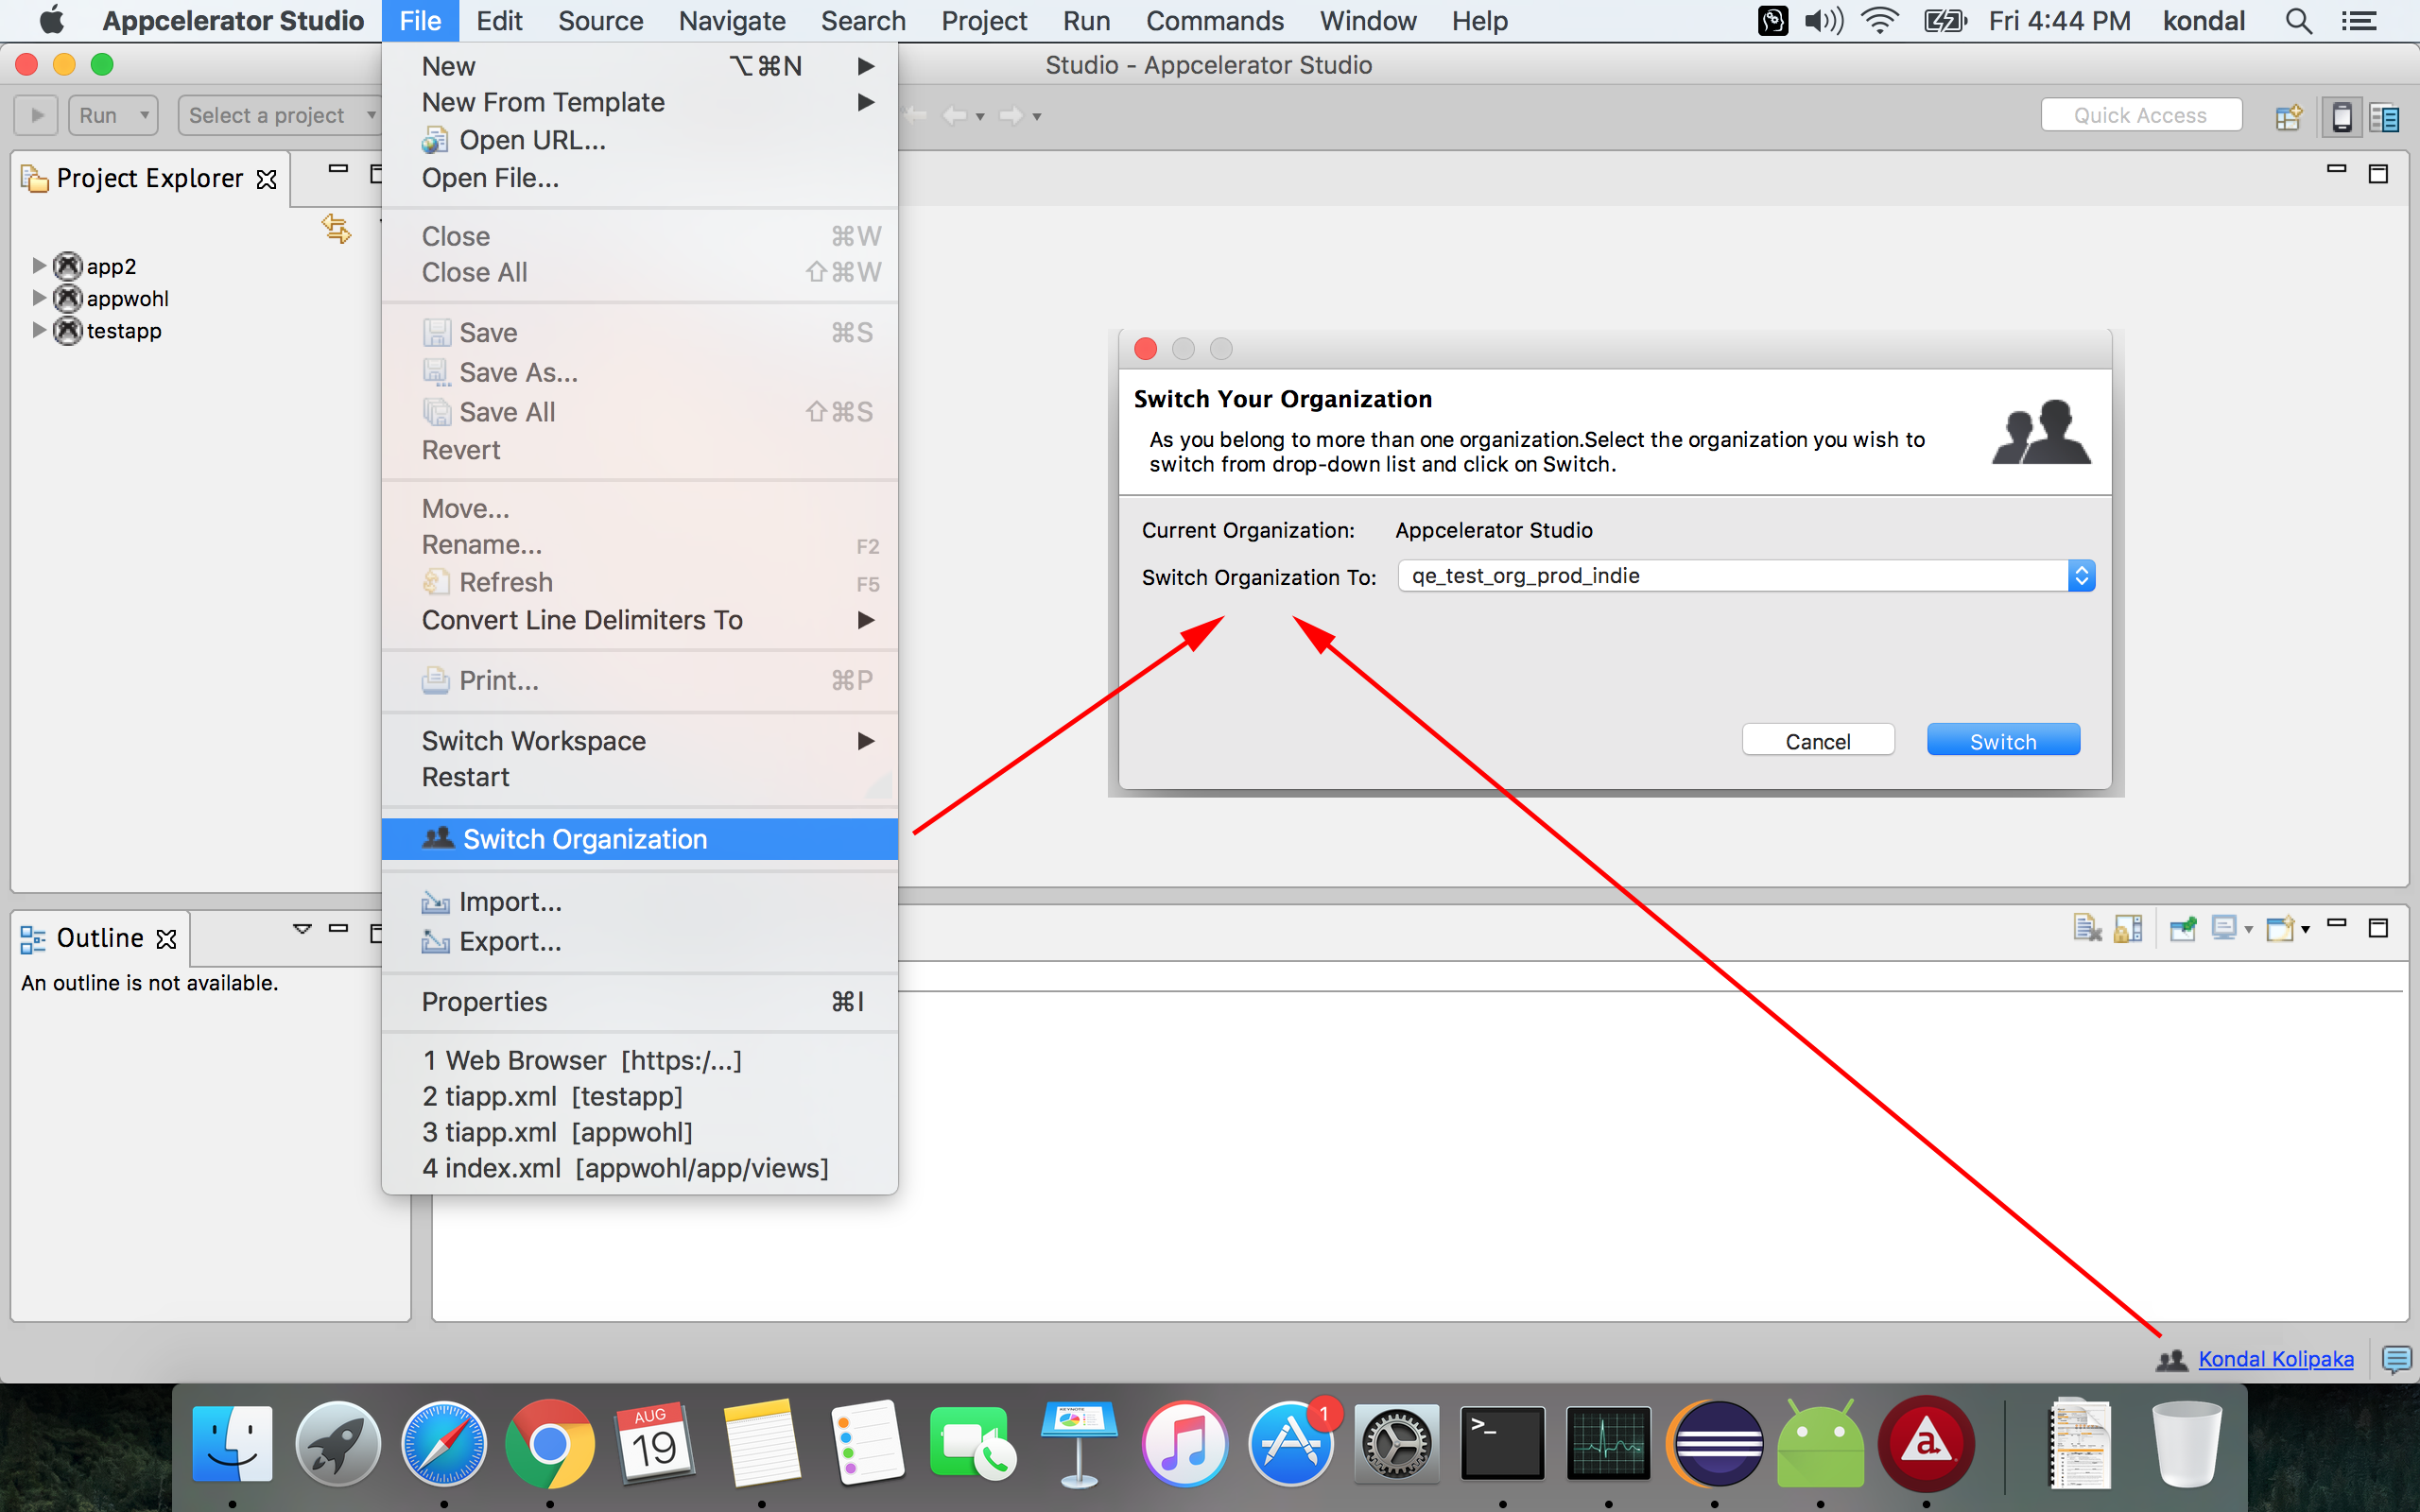 Appcelerator Studio File Edit Source Navigate Search Project Run Commands Window Help Fri 4:44 PM kondal
Studio - Appcelerator Studio
Run Select a project Quick Access
Project Explorer
app2
appwohl
testapp
New ⌥⌘N
New From Template
Open URL...
Open File...
Close ⌘W
Close All ⇧⌘W
Save ⌘S
Save As...
Save All ⇧⌘S
Revert
Move...
Rename... F2
Refresh F5
Convert Line Delimiters To
Print... ⌘P
Switch Workspace
Restart
Switch Organization
Import...
Export...
Properties ⌘I
1 Web Browser [https:/...]
2 tiapp.xml [testapp]
3 tiapp.xml [appwohl]
4 index.xml [appwohl/app/views]
Switch Your Organization
As you belong to more than one organization.Select the organization you wish to
switch from drop-down list and click on Switch.
Current Organization: Appcelerator Studio
Switch Organization To: qe_test_org_prod_indie
Cancel Switch
Outline
An outline is not available.
Kondal Kolipaka
AUG
19
KEYNOTE
1
>_
a